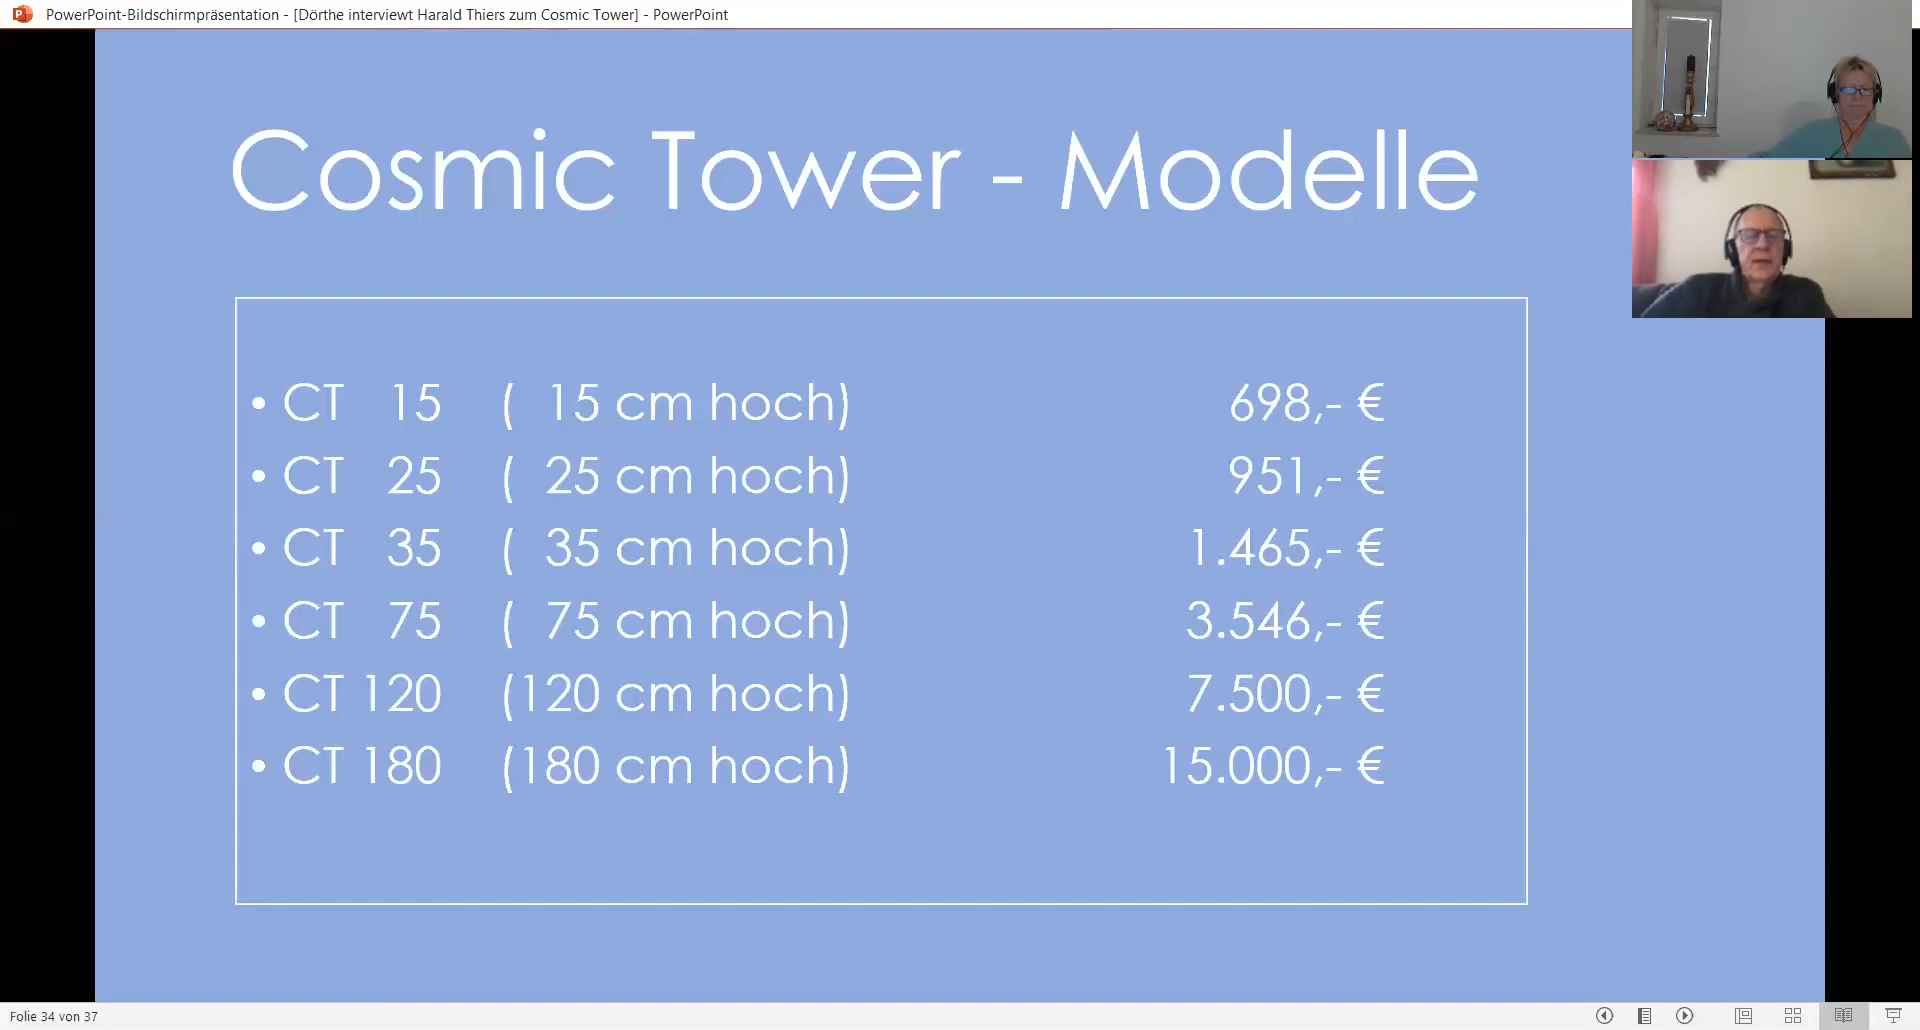 PowerPoint-Bildschirmpräsentation - [Dörthe interviewt Harald Thiers zum Cosmic Tower] - PowerPoint
Cosmic Tower - Modelle
• CT 15 ( 15 cm hoch) 698,- €
• CT 25 ( 25 cm hoch) 951,- €
• CT 35 ( 35 cm hoch) 1.465,- €
• CT 75 ( 75 cm hoch) 3.546,- €
• CT 120 (120 cm hoch) 7.500,- €
• CT 180 (180 cm hoch) 15.000,- €
Folie 34 von 37